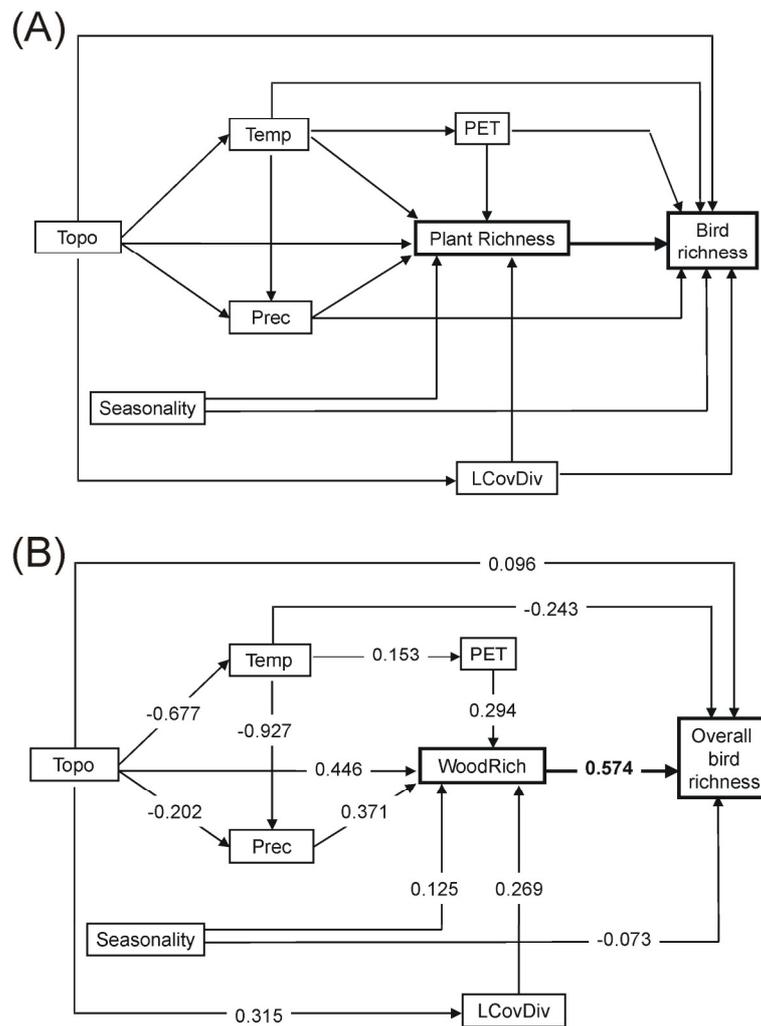 (A)
Temp
PET
Topo
Plant Richness
Bird
richness
Prec
Seasonality
LCovDiv
(B)
0.096
-0.243
Temp
0.153
PET
-0.677
-0.927
0.294
Topo
0.446
WoodRich
0.574
Overall
bird
richness
-0.202
0.371
Prec
0.125
0.269
Seasonality
-0.073
0.315
LCovDiv